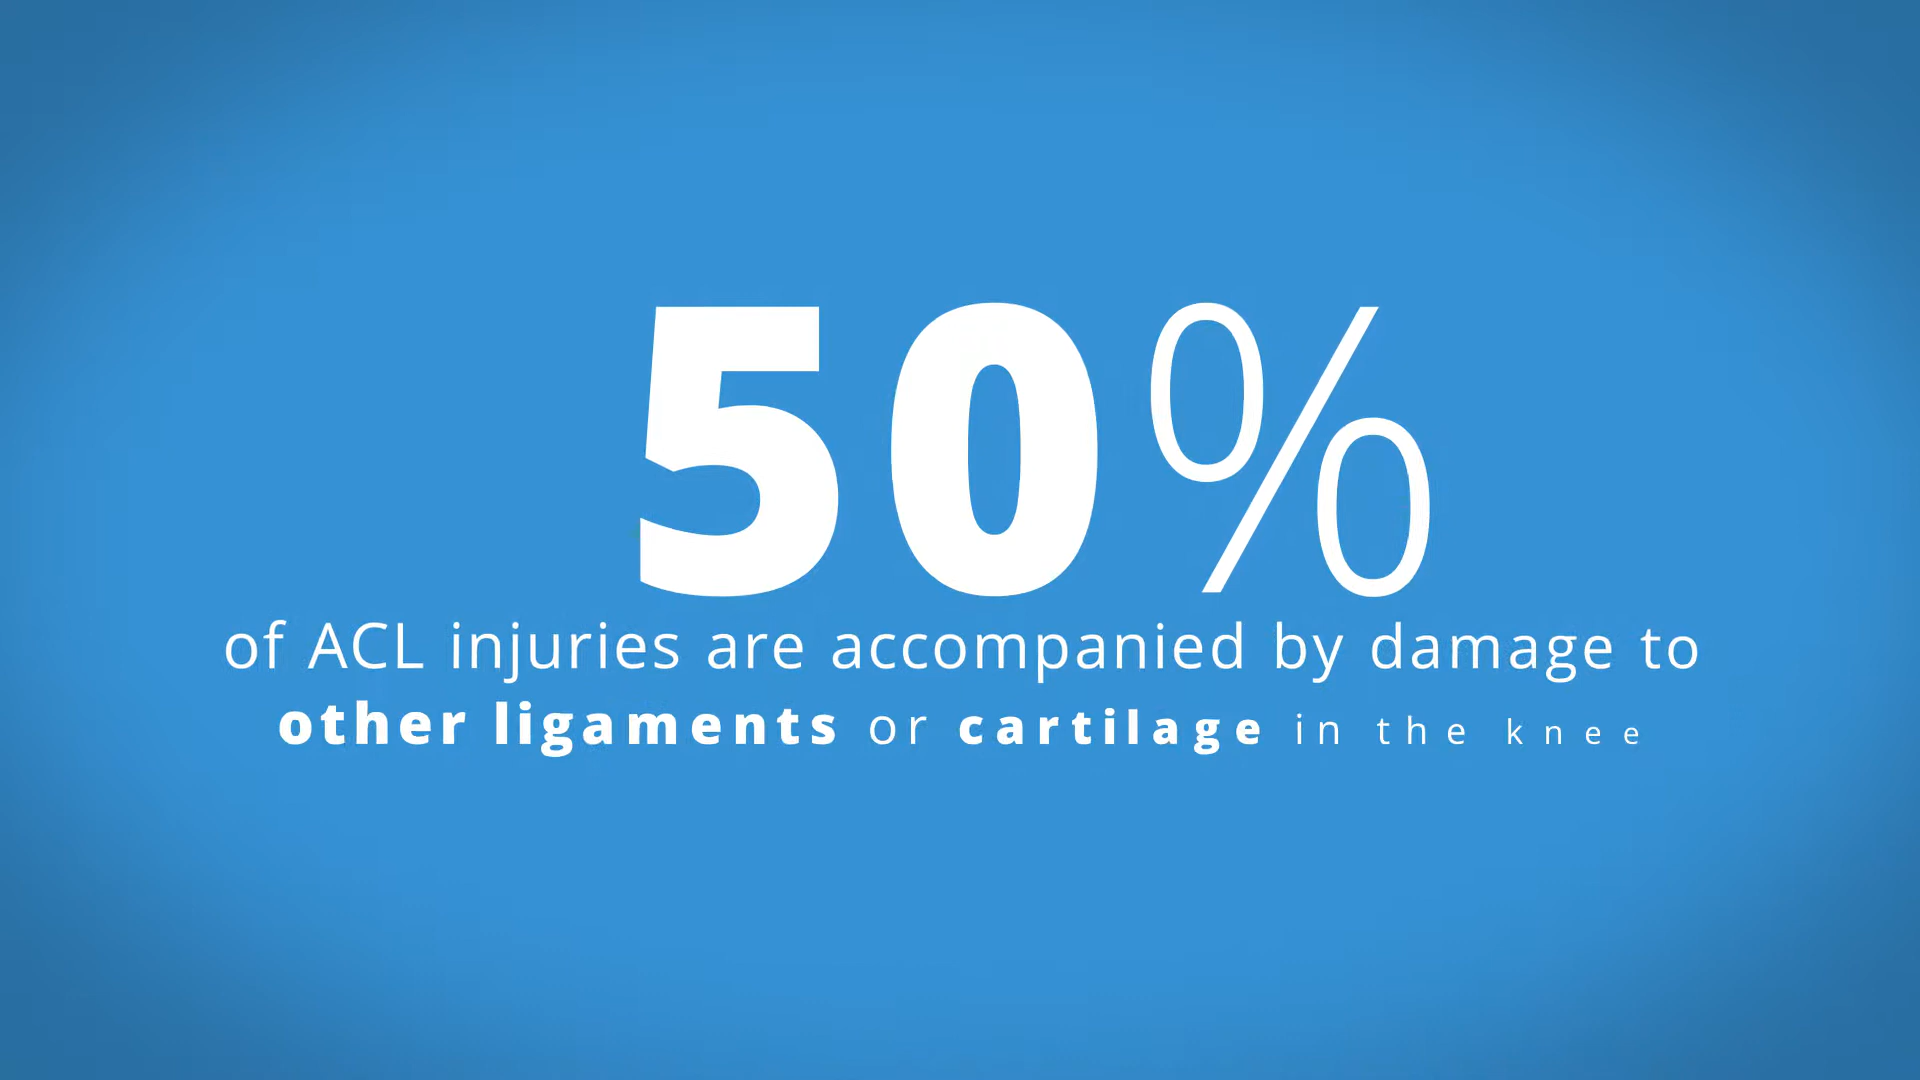 50%
of ACL injuries are accompanied by damage to
other ligaments or cartilage in the knee